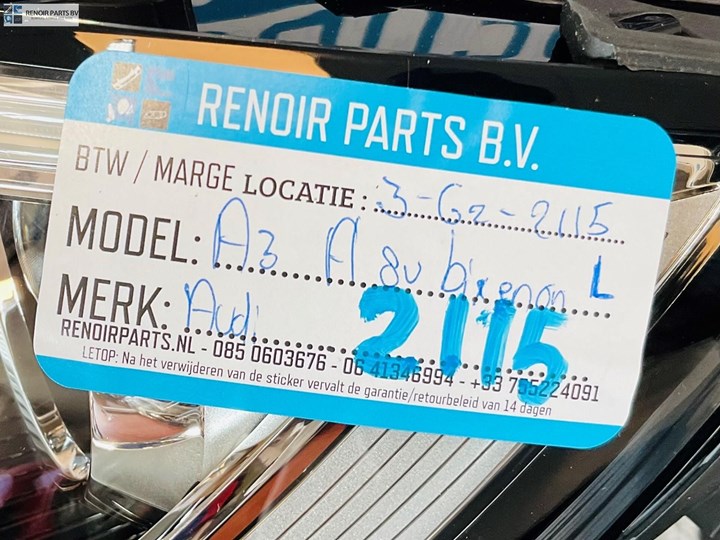 RENOIR PARTS BV
RENOIR PARTS B.V.
BTW / MARGE LOCATIE: 3-G2-2115
MODEL: A3 A 8V bixenon L
MERK: Audi 2115
RENOIRPARTS.NL - 085 0603676 - 06 41346994 - +33 755224091
LETOP: Na het verwijderen van de sticker vervalt de garantie/retourbeleid van 14 dagen